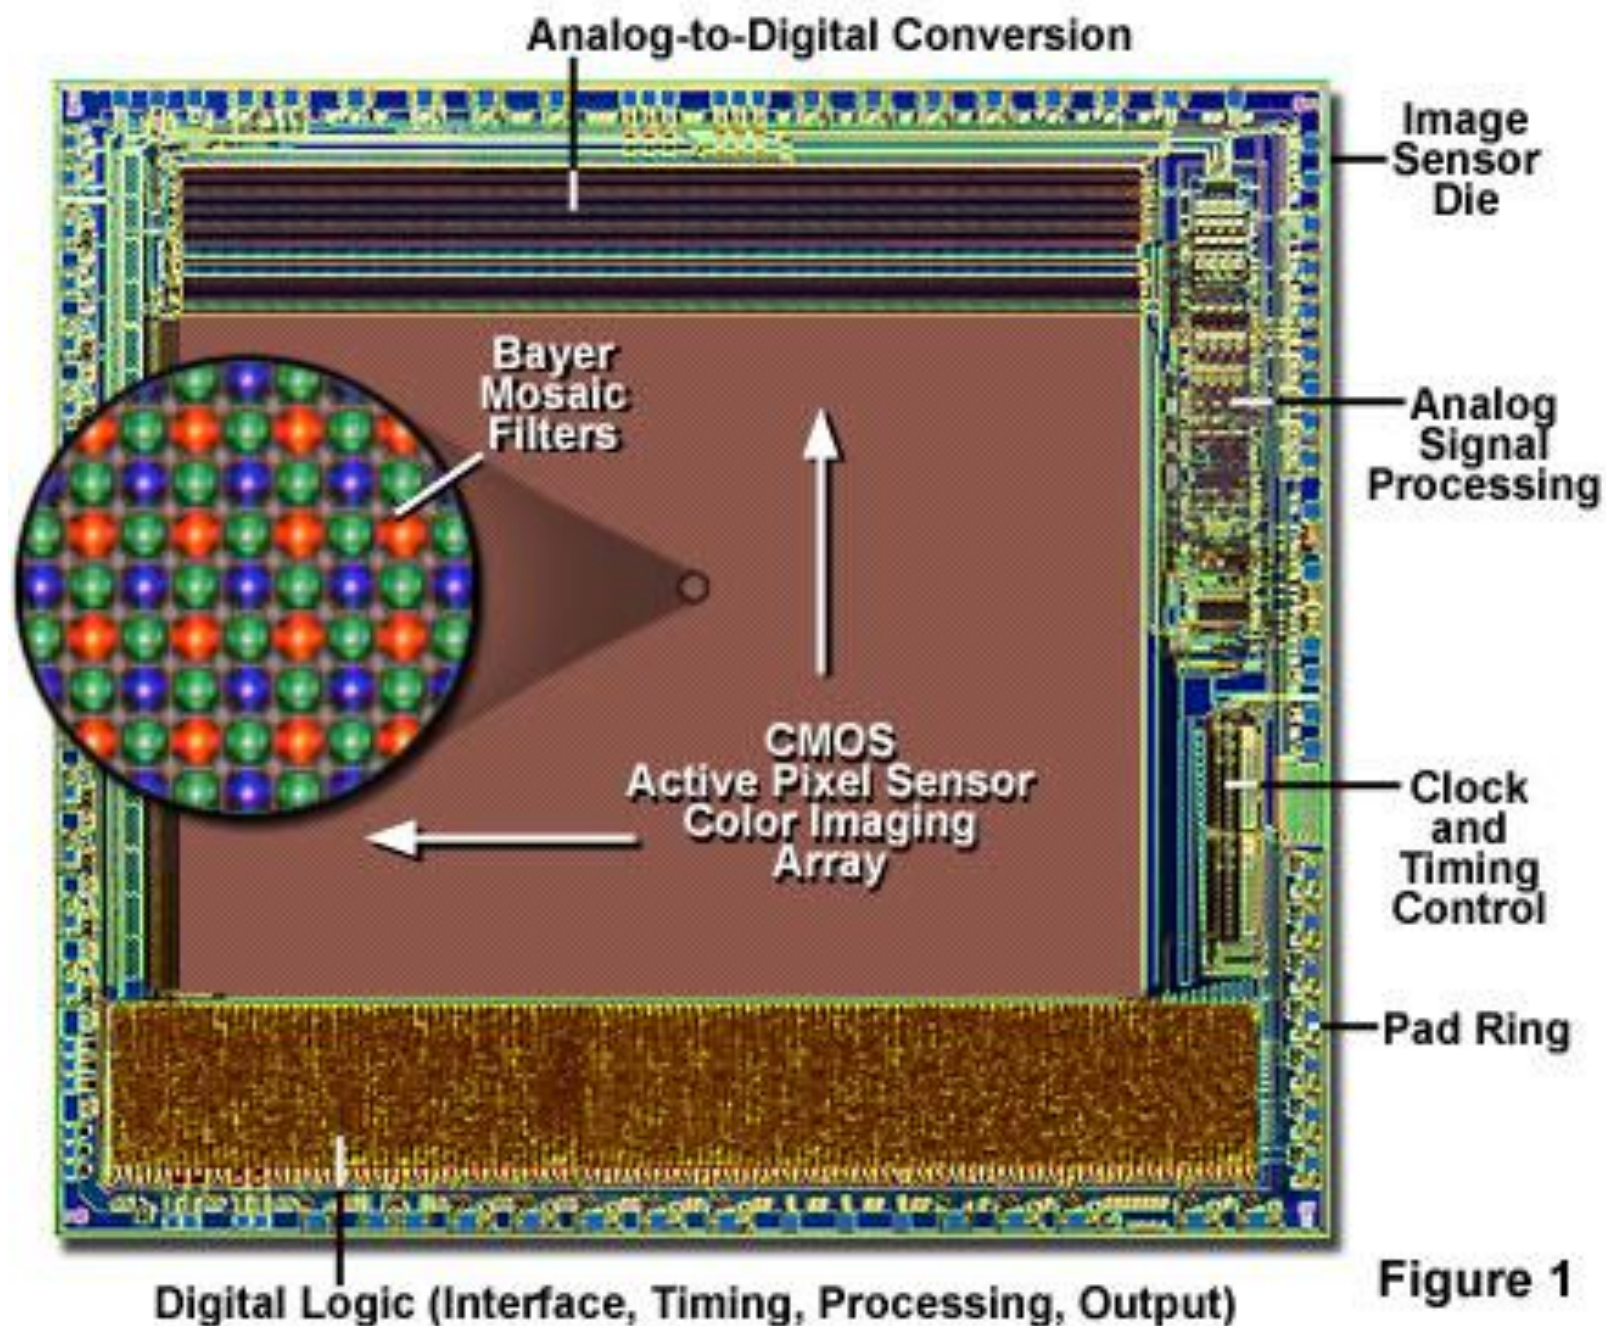 Analog-to-Digital Conversion
Image
Sensor
Die
Bayer
Mosaic
Filters
Analog
Signal
Processing
CMOS
Active Pixel Sensor
Color Imaging
Array
Clock
and
Timing
Control
Pad Ring
Figure 1
Digital Logic (Interface, Timing, Processing, Output)